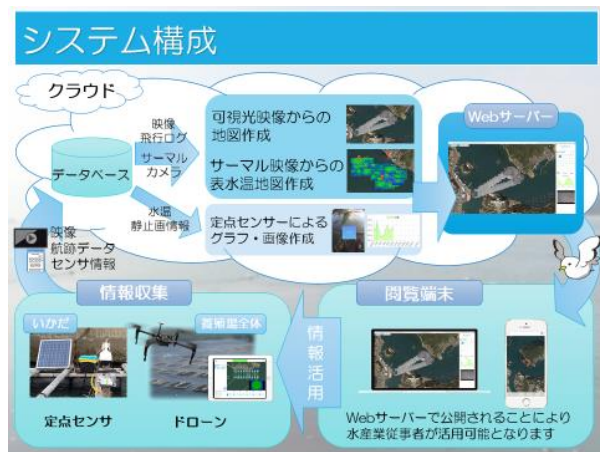 システム構成
クラウド
データベース
映像
飛行ログ
サーマル
カメラ
水温
静止画情報
可視光映像からの
地図作成
サーマル映像からの
表水温地図作成
定点センサーによる
グラフ・画像作成
Webサーバー
映像
航跡データ
センサ情報
情報収集
いかだ
養殖場全体
定点センサ
ドローン
情報活用
閲覧端末
Webサーバーで公開されることにより
水産業従事者が活用可能となります